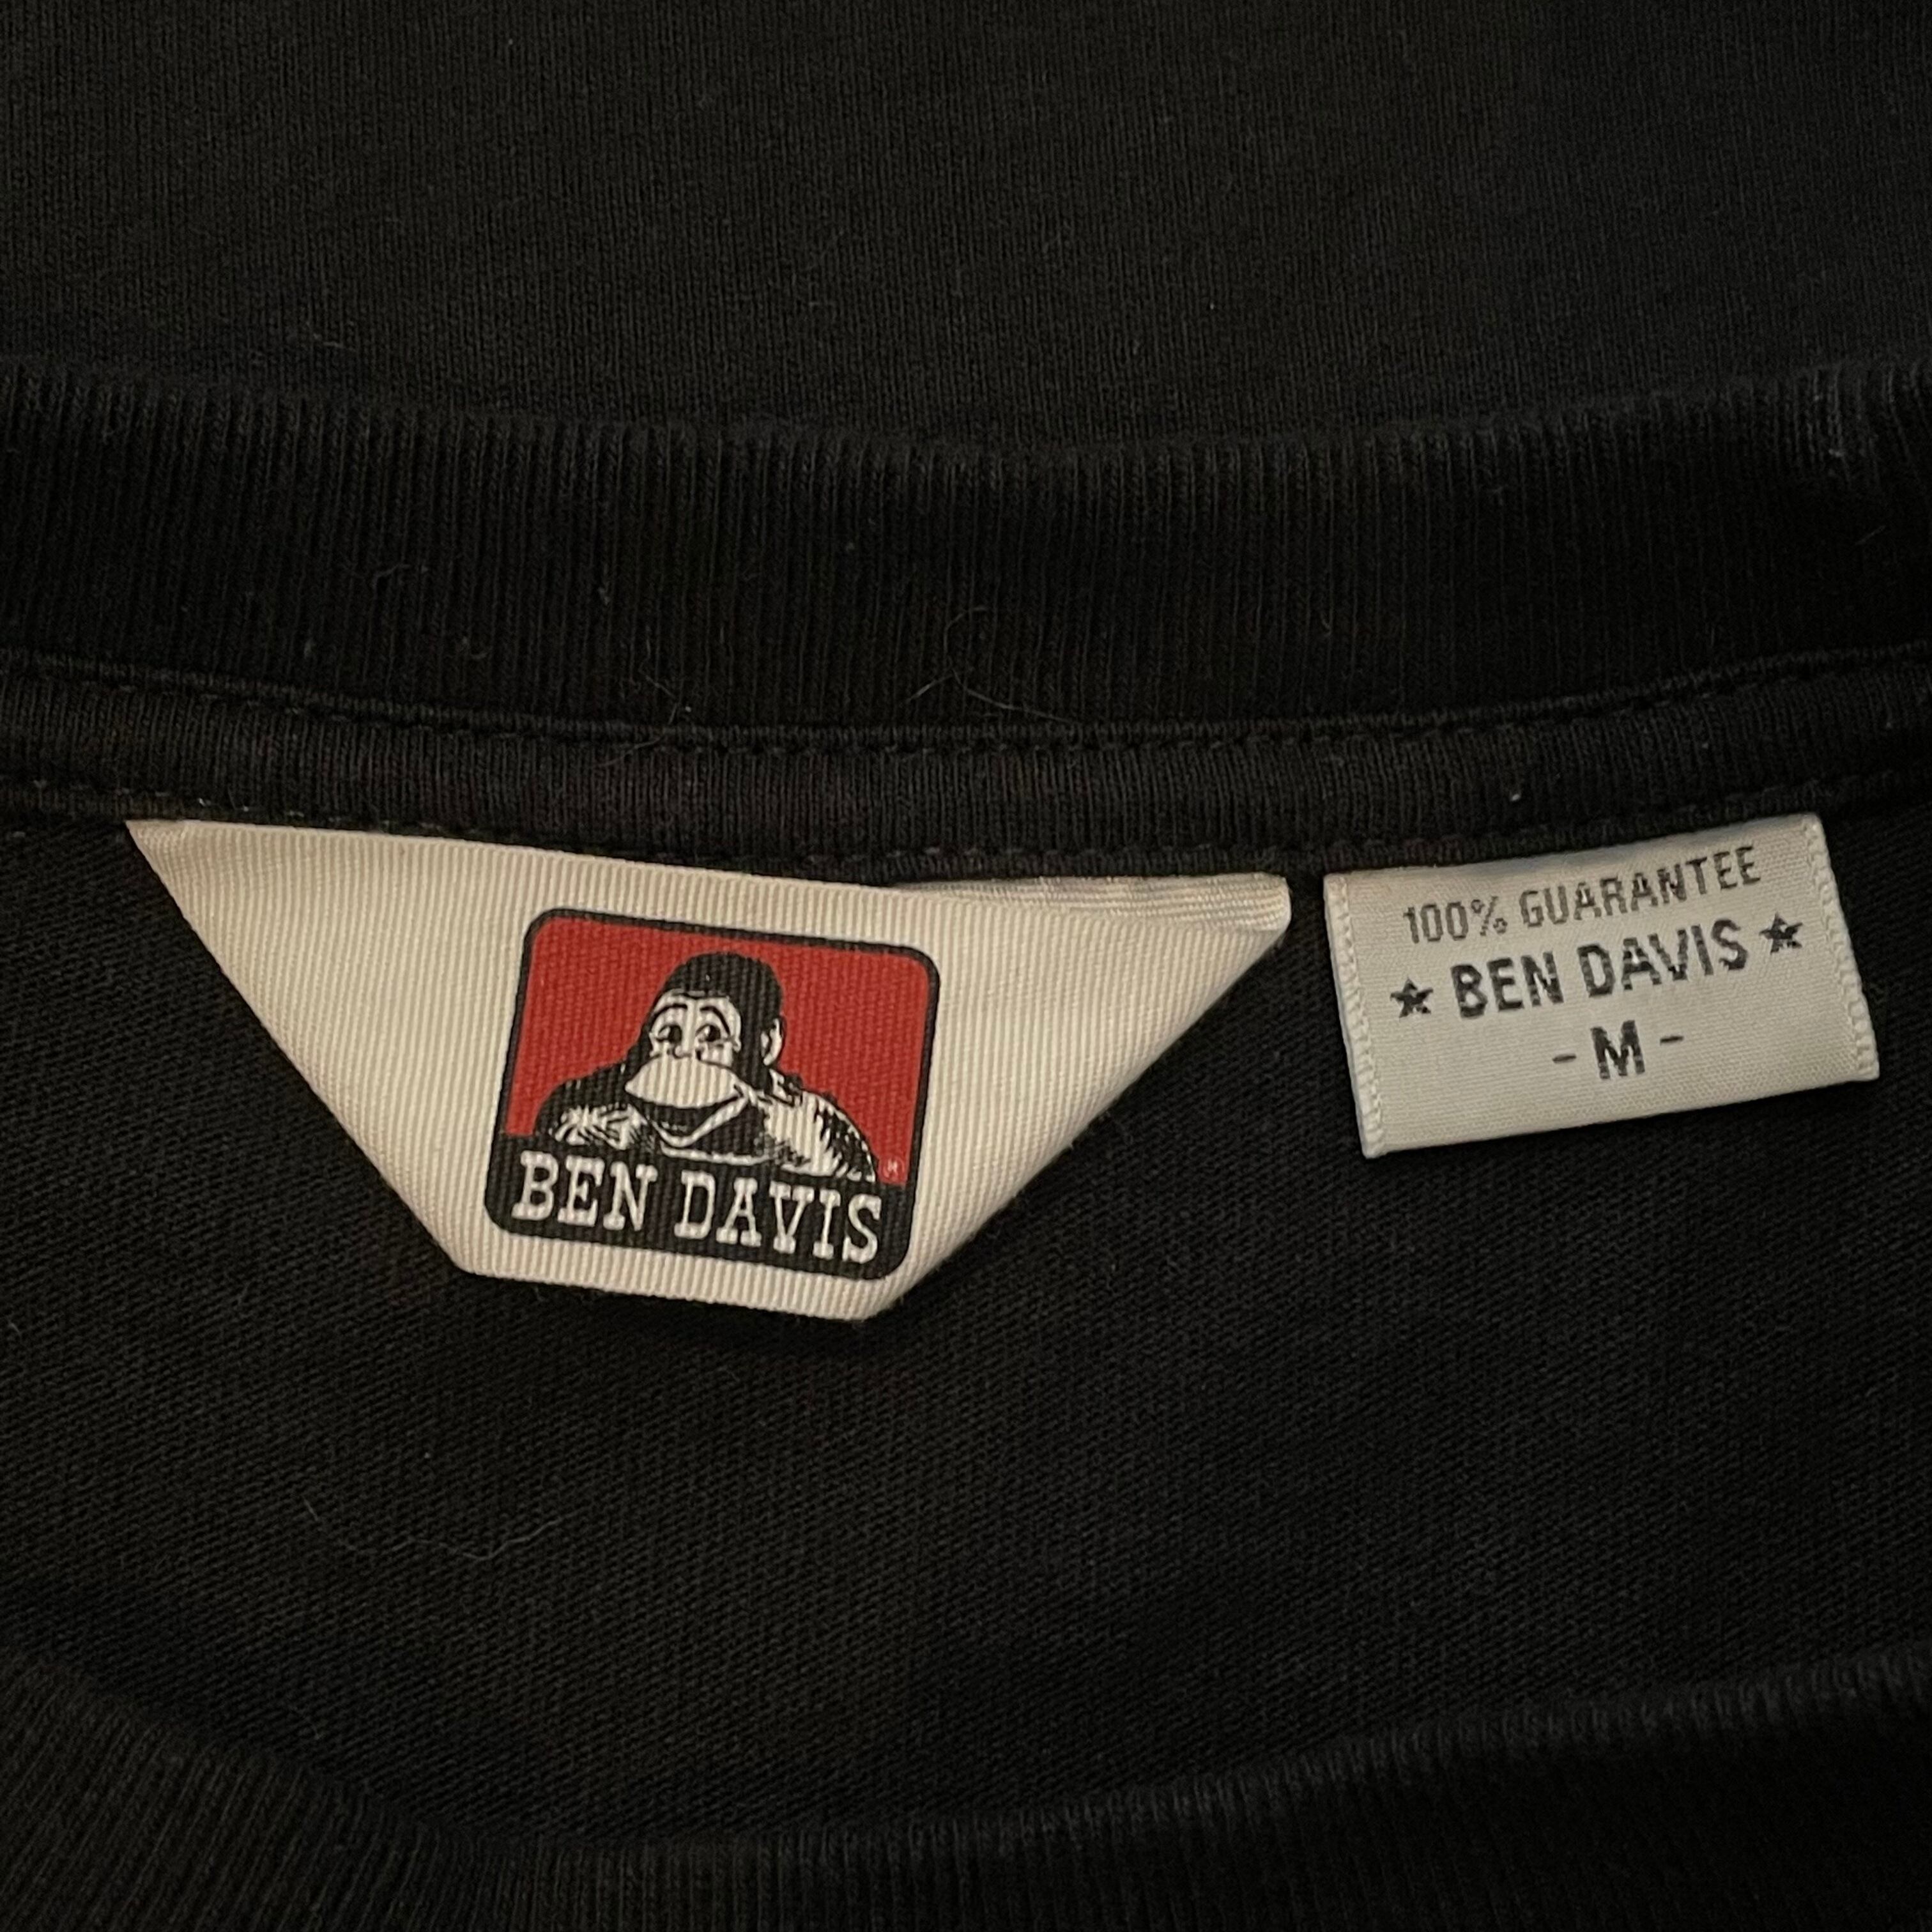 BEN DAVIS
100% GUARANTEE
★ BEN DAVIS ★
- M -